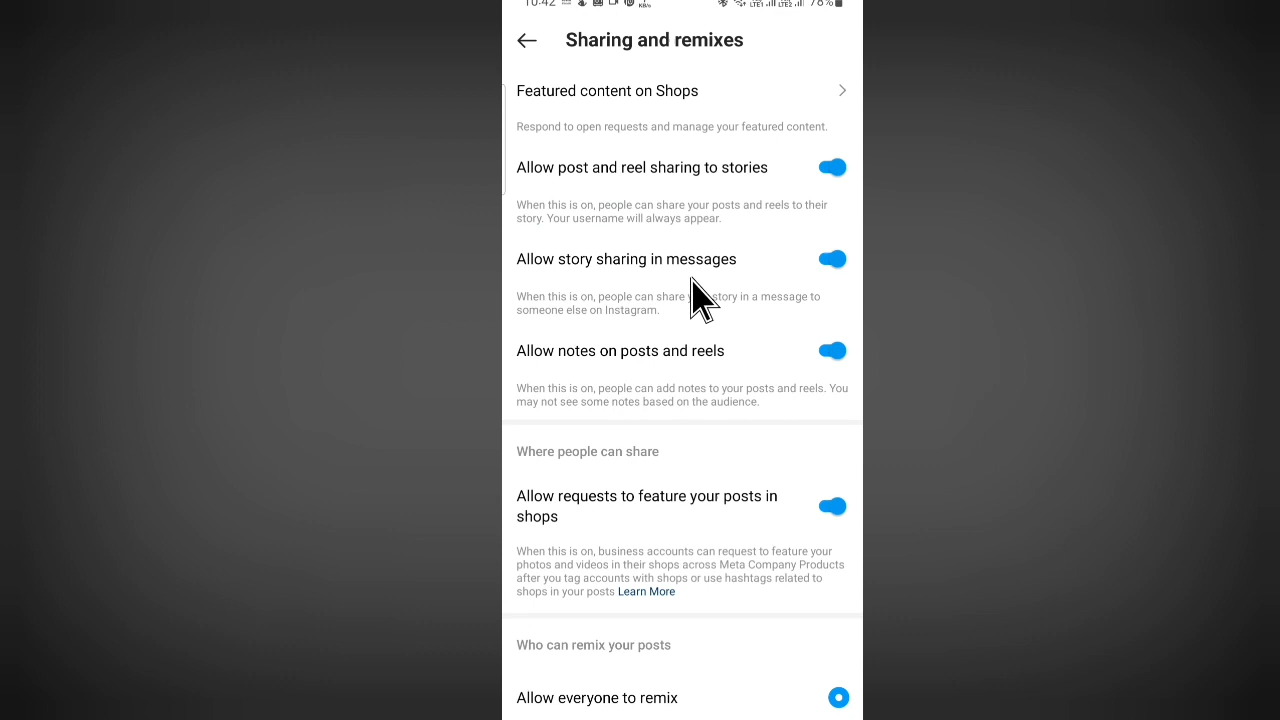 10:42 KB/s 78%
Sharing and remixes
Featured content on Shops
Respond to open requests and manage your featured content.
Allow post and reel sharing to stories
When this is on, people can share your posts and reels to their
story. Your username will always appear.
Allow story sharing in messages
When this is on, people can share story in a message to
someone else on Instagram.
Allow notes on posts and reels
When this is on, people can add notes to your posts and reels. You
may not see some notes based on the audience.
Where people can share
Allow requests to feature your posts in
shops
When this is on, business accounts can request to feature your
photos and videos in their shops across Meta Company Products
after you tag accounts with shops or use hashtags related to
shops in your posts Learn More
Who can remix your posts
Allow everyone to remix